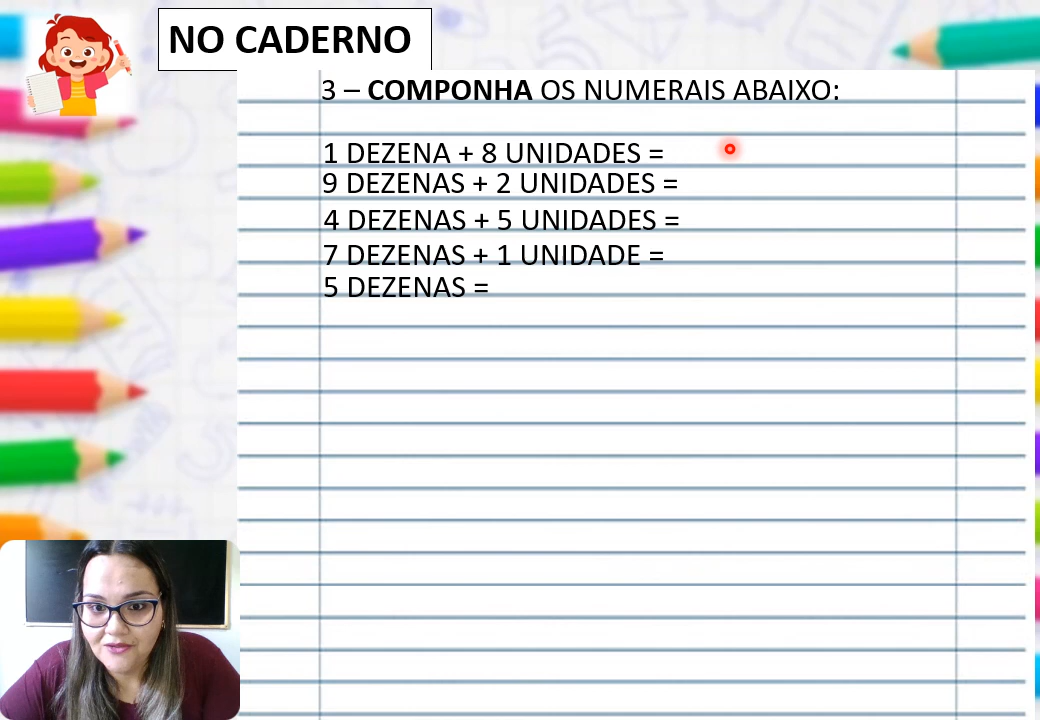 NO CADERNO
3 – COMPONHA OS NUMERAIS ABAIXO:
1 DEZENA + 8 UNIDADES =
9 DEZENAS + 2 UNIDADES =
4 DEZENAS + 5 UNIDADES =
7 DEZENAS + 1 UNIDADE =
5 DEZENAS =